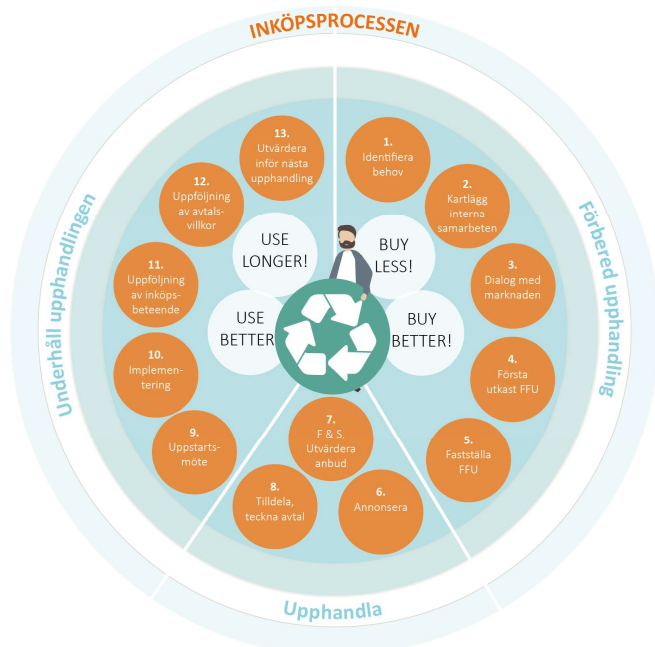 INKÖPSPROCESSEN
Förbered upphandling
1.
Identifiera
behov
2.
Kartlägg
interna
samarbeten
3.
Dialog med
marknaden
4.
Första
utkast FFU
5.
Fastställa
FFU
Upphandla
6.
Annonsera
7.
F & S.
Utvärdera
anbud
8.
Tilldela,
teckna avtal
Underhåll upphandlingen
9.
Uppstarts-
möte
10.
Implemen-
tering
11.
Uppföljning
av inköps-
beteende
12.
Uppföljning
av avtals-
villkor
13.
Utvärdera
inför nästa
upphandling
USE
LONGER!
BUY
LESS!
USE
BETTER
BUY
BETTER!